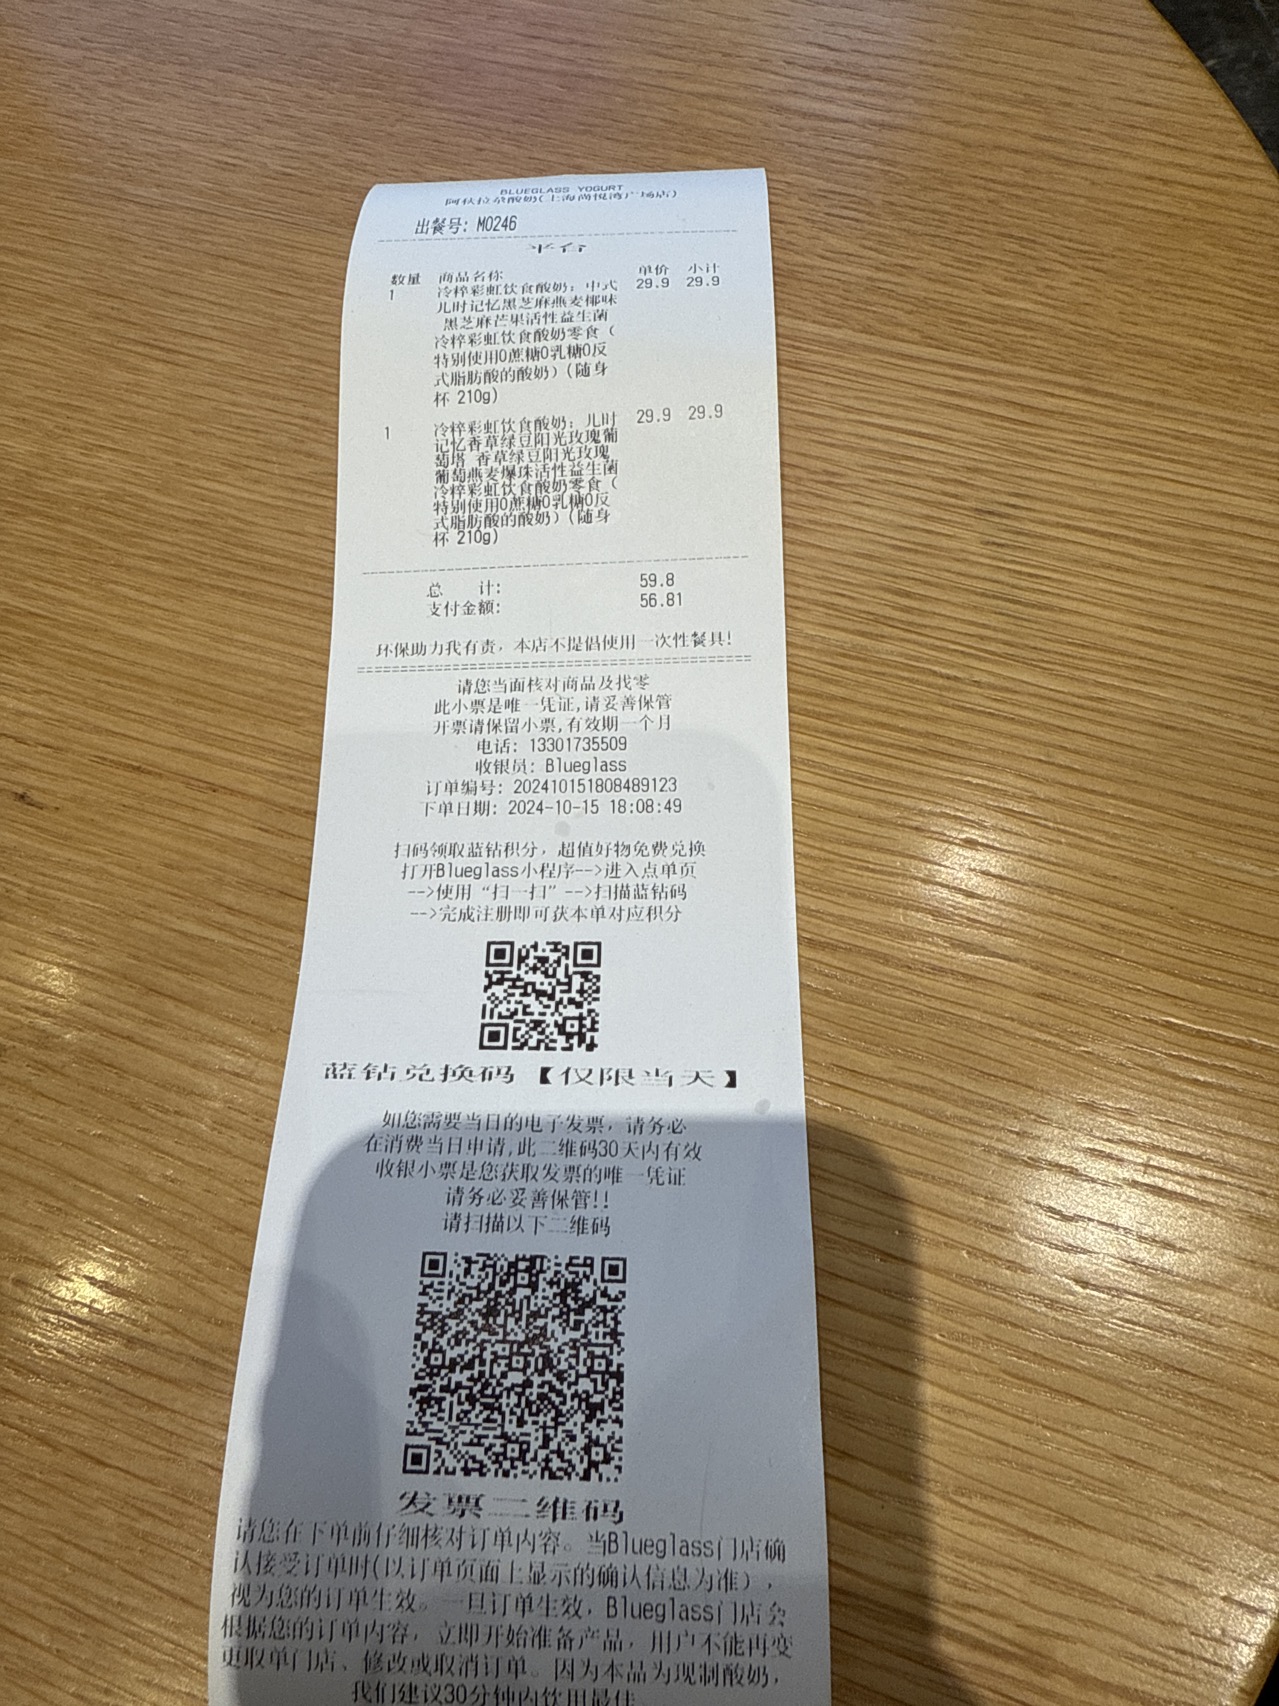 BLUEGLASS YOGURT
阿秋拉尕酸奶(上海尚悦湾广场店)
出餐号: M0246
数量 商品名称 单价 小计
1 冷粹彩虹饮食酸奶: 中式 29.9 29.9
儿时记忆黑芝麻燕麦椰味
黑芝麻芒果活性益生菌
冷粹彩虹饮食酸奶零食（
特别使用0蔗糖0乳糖0反
式脂肪酸的酸奶）(随身
杯 210g)
1 冷粹彩虹饮食酸奶: 儿时 29.9 29.9
记忆香草绿豆阳光玫瑰葡
萄塔 香草绿豆阳光玫瑰
葡萄燕麦爆珠活性益生菌
冷粹彩虹饮食酸奶零食（
特别使用0蔗糖0乳糖0反
式脂肪酸的酸奶）(随身
杯 210g)
总 计: 59.8
支付金额: 56.81
环保助力我有责，本店不提倡使用一次性餐具!
请您当面核对商品及找零
此小票是唯一凭证,请妥善保管
开票请保留小票,有效期一个月
电话: 13301735509
收银员: Blueglass
订单编号: 202410151808489123
下单日期: 2024-10-15 18:08:49
扫码领取蓝钻积分，超值好物免费兑换
打开Blueglass小程序-->进入点单页
-->使用“扫一扫”-->扫描蓝钻码
-->完成注册即可获本单对应积分
蓝钻兑换码【仅限当天】
如您需要当日的电子发票，请务必
在消费当日申请,此二维码30天内有效
收银小票是您获取发票的唯一凭证
请务必妥善保管!!
请扫描以下二维码
发票二维码
请您在下单前仔细核对订单内容。当Blueglass门店确
认接受订单时(以订单页面上显示的确认信息为准)，
视为您的订单生效。一旦订单生效，Blueglass门店会
根据您的订单内容，立即开始准备产品，用户不能再变
更取单门店、修改或取消订单。因为本品为现制酸奶，
我们建议30分钟内饮用最佳。